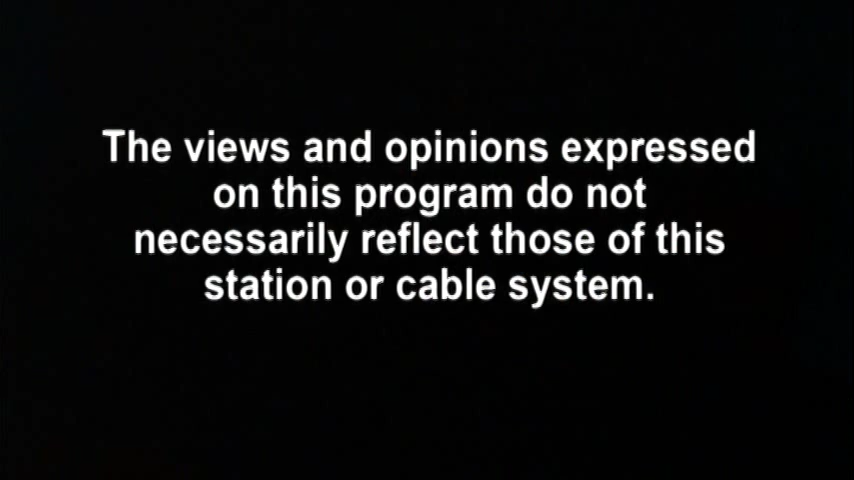 The views and opinions expressed
on this program do not
necessarily reflect those of this
station or cable system.